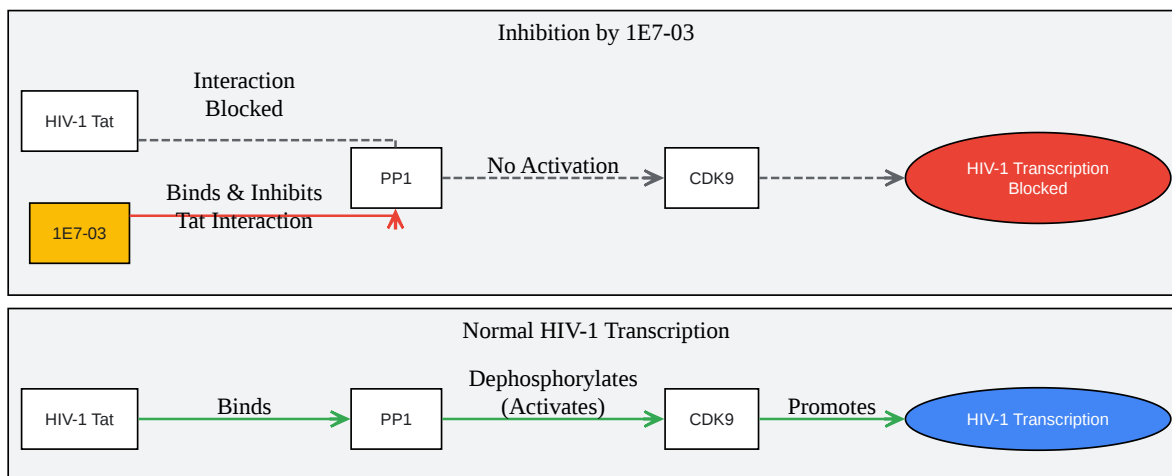 Inhibition by 1E7-03
Interaction
Blocked
HIV-1 Tat
PP1
No Activation
CDK9
HIV-1 Transcription
Blocked
Binds & Inhibits
Tat Interaction
1E7-03
Normal HIV-1 Transcription
HIV-1 Tat
Binds
PP1
Dephosphorylates
(Activates)
CDK9
Promotes
HIV-1 Transcription